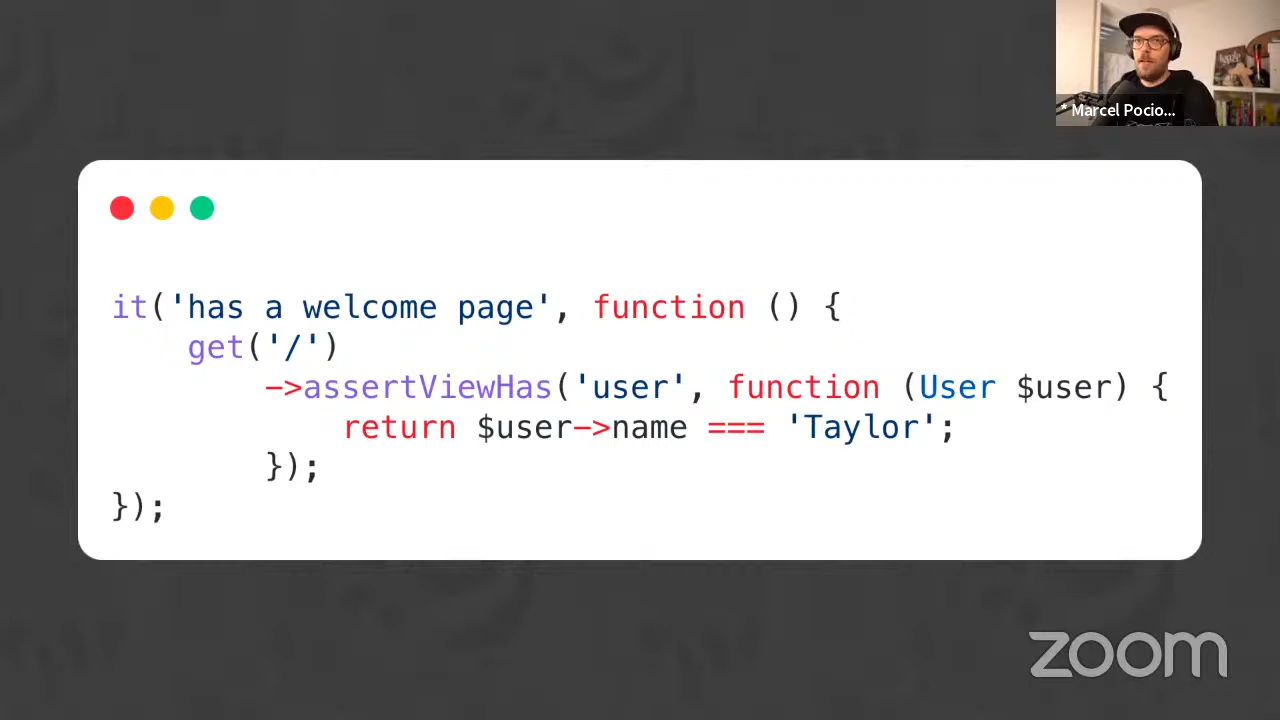 * Marcel Pocio...
it('has a welcome page', function () {
get('/')
->assertViewHas('user', function (User $user) {
return $user->name === 'Taylor';
});
});
zoom